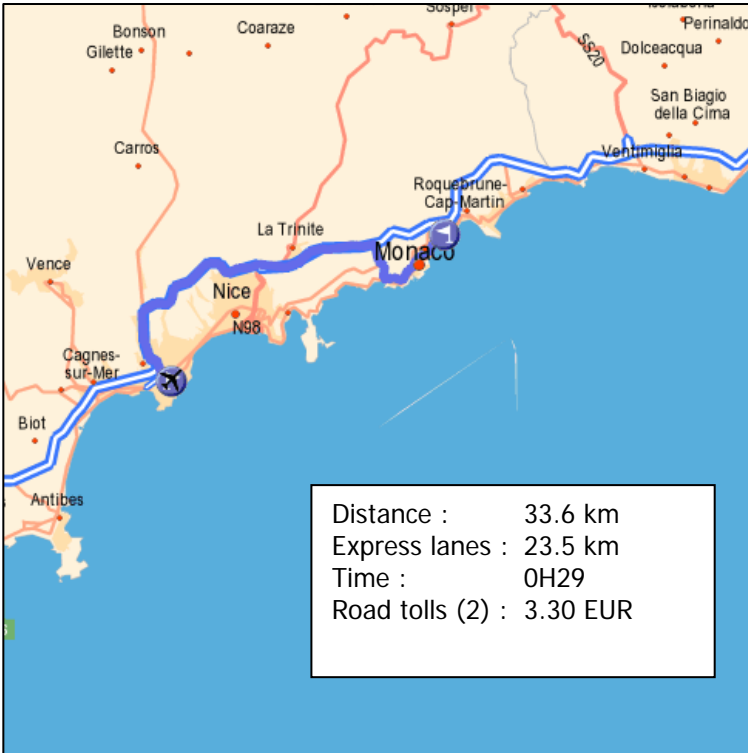 Sospel
Isolabona
Bonson
Coaraze
Perinaldo
Gilette
SS20
Dolceacqua
San Biagio
della Cima
Carros
Ventimiglia
Roquebrune-
Cap-Martin
La Trinite
Monaco
Vence
Nice
N98
Cagnes-
sur-Mer
Biot
Antibes
Distance : 33.6 km
Express lanes : 23.5 km
Time : 0H29
Road tolls (2) : 3.30 EUR